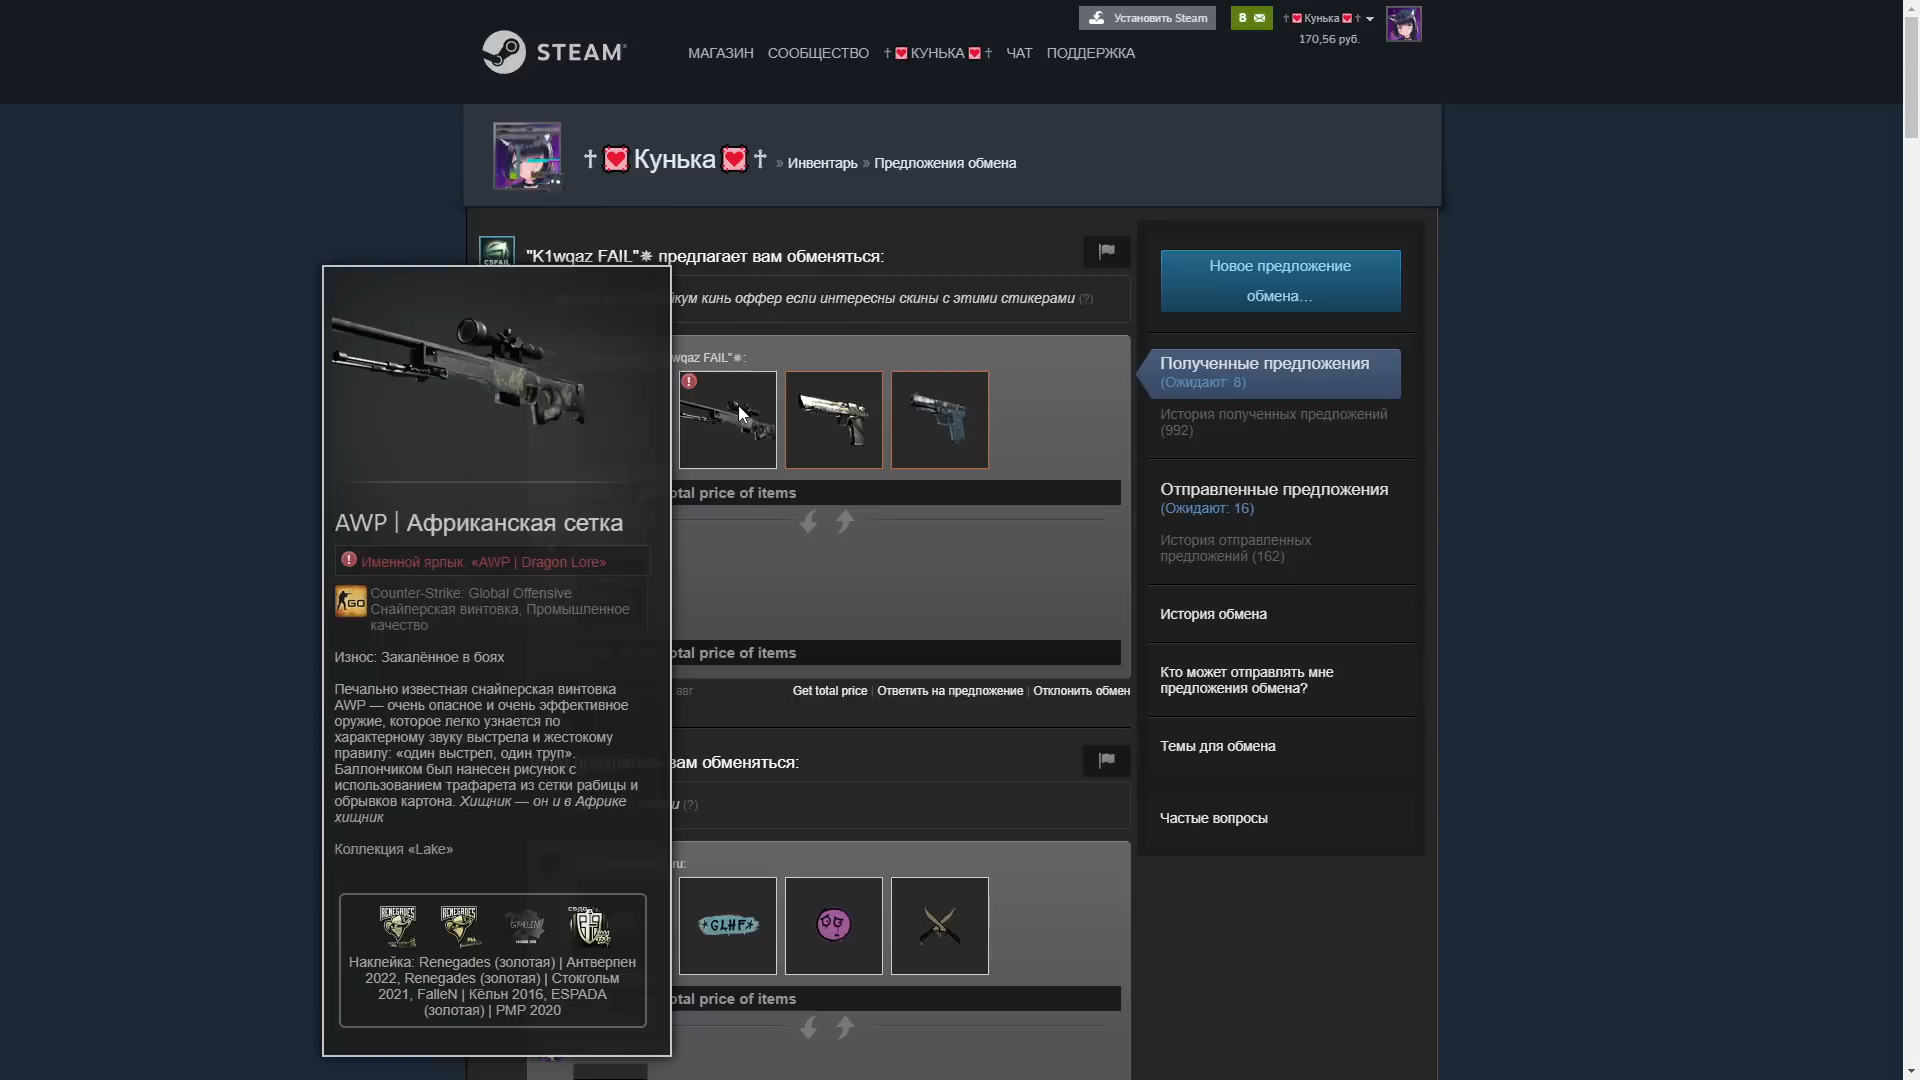 Установить Steam
8
†Кунька†
170,56 руб.
STEAM
МАГАЗИН СООБЩЕСТВО †КУНЬКА† ЧАТ ПОДДЕРЖКА
†Кунька† » Инвентарь » Предложения обмена
CSFAIL
"K1wqaz FAIL"✵ предлагает вам обменяться:
йкум кинь оффер если интересны скины с этими стикерами (?)
wqaz FAIL"✵:
otal price of items
otal price of items
авг
Get total price | Ответить на предложение | Отклонить обмен
вам обменяться:
и (?)
ru:
*GLHF*
otal price of items
AWP | Африканская сетка
Именной ярлык: «AWP | Dragon Lore»
GO
Counter-Strike: Global Offensive
Снайперская винтовка, Промышленное
качество
Износ: Закалённое в боях
Печально известная снайперская винтовка
AWP — очень опасное и очень эффективное
оружие, которое легко узнается по
характерному звуку выстрела и жестокому
правилу: «один выстрел, один труп».
Баллончиком был нанесен рисунок с
использованием трафарета из сетки рабицы и
обрывков картона. Хищник — он и в Африке
хищник
Коллекция «Lake»
RENEGADES
RENEGADES
Наклейка: Renegades (золотая) | Антверпен
2022, Renegades (золотая) | Стокгольм
2021, FalleN | Кёльн 2016, ESPADA
(золотая) | PMP 2020
Новое предложение
обмена…
Полученные предложения
(Ожидают: 8)
История полученных предложений
(992)
Отправленные предложения
(Ожидают: 16)
История отправленных
предложений (162)
История обмена
Кто может отправлять мне
предложения обмена?
Темы для обмена
Частые вопросы